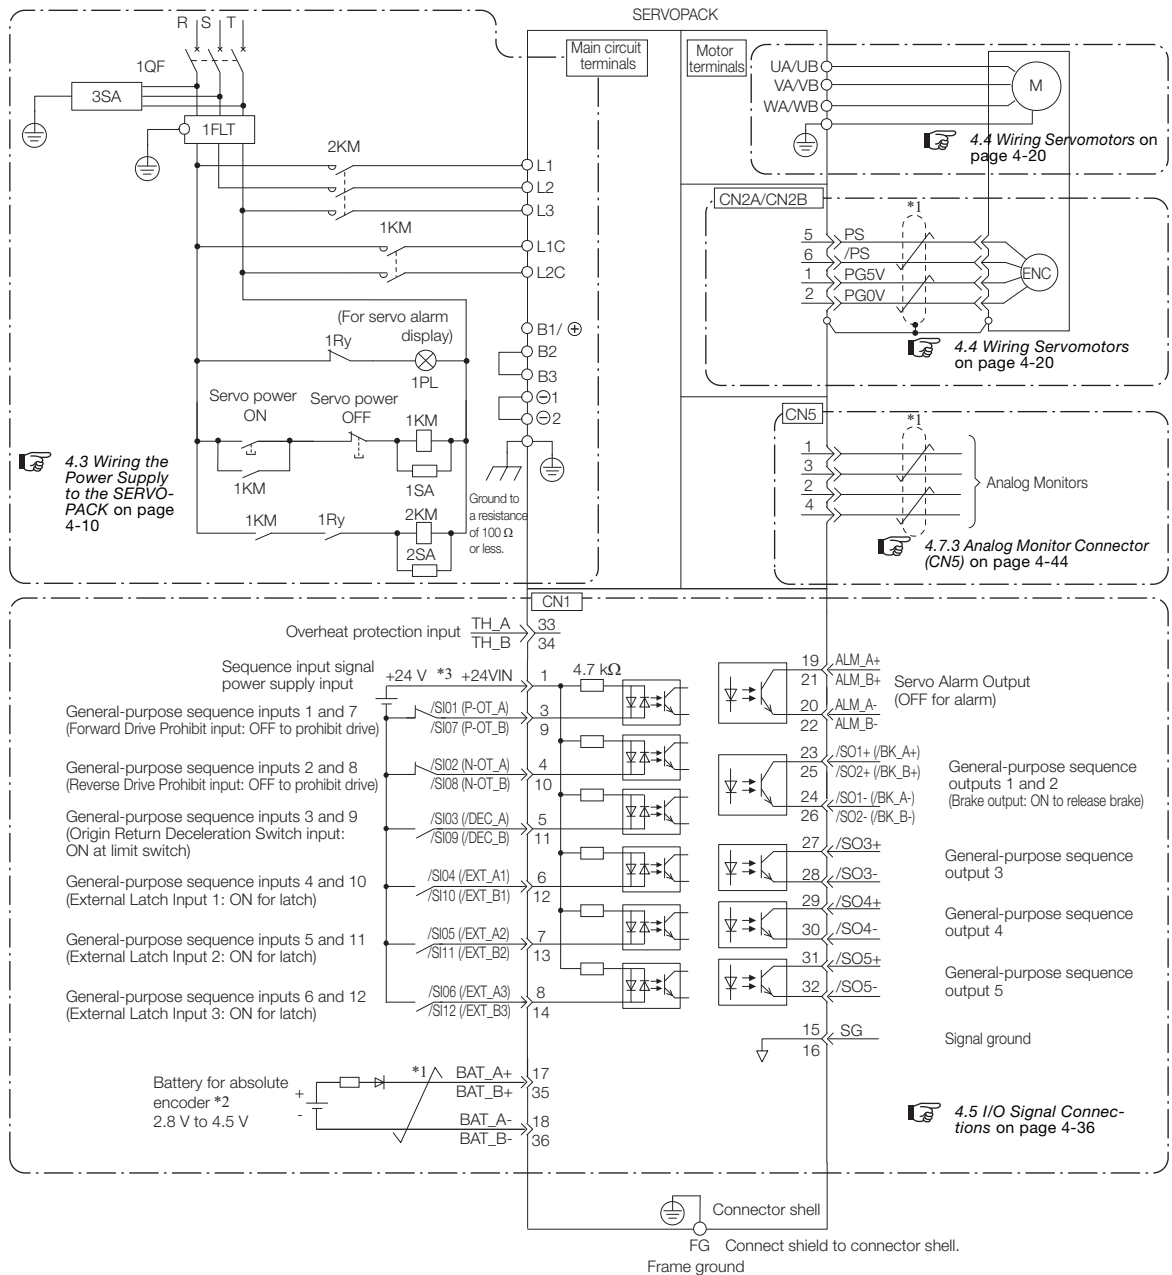 SERVOPACK
R S T
1QF
3SA
1FLT
Main circuit
terminals
Motor
terminals
2KM
L1
L2
L3
1KM
L1C
L2C
(For servo alarm
display)
1Ry
1PL
B1/ ⊕
B2
B3
⊖1
⊖2
Servo power
ON
Servo power
OFF
1KM
1KM
1SA
4.3 Wiring the
Power Supply
to the SERVO-
PACK on page
4-10
1KM
1Ry
2KM
2SA
Ground to
a resistance
of 100 Ω
or less.
UA/UB
VA/VB
WA/WB
M
4.4 Wiring Servomotors on
page 4-20
CN2A/CN2B
*1
5 PS
6 /PS
1 PG5V
2 PG0V
ENC
4.4 Wiring Servomotors
on page 4-20
CN5
*1
1
3
2
4
Analog Monitors
4.7.3 Analog Monitor Connector
(CN5) on page 4-44
CN1
Overheat protection input
TH_A 33
TH_B 34
Sequence input signal
power supply input
+24 V *3 +24VIN 1
4.7 kΩ
General-purpose sequence inputs 1 and 7
(Forward Drive Prohibit input: OFF to prohibit drive)
/SI01 (P-OT_A) 3
/SI07 (P-OT_B) 9
General-purpose sequence inputs 2 and 8
(Reverse Drive Prohibit input: OFF to prohibit drive)
/SI02 (N-OT_A) 4
/SI08 (N-OT_B) 10
General-purpose sequence inputs 3 and 9
(Origin Return Deceleration Switch input:
ON at limit switch)
/SI03 (/DEC_A) 5
/SI09 (/DEC_B) 11
General-purpose sequence inputs 4 and 10
(External Latch Input 1: ON for latch)
/SI04 (/EXT_A1) 6
/SI10 (/EXT_B1) 12
General-purpose sequence inputs 5 and 11
(External Latch Input 2: ON for latch)
/SI05 (/EXT_A2) 7
/SI11 (/EXT_B2) 13
General-purpose sequence inputs 6 and 12
(External Latch Input 3: ON for latch)
/SI06 (/EXT_A3) 8
/SI12 (/EXT_B3) 14
Battery for absolute
encoder *2
2.8 V to 4.5 V
+
-
*1
BAT_A+ 17
BAT_B+ 35
BAT_A- 18
BAT_B- 36
19 ALM_A+
21 ALM_B+
20 ALM_A-
22 ALM_B-
Servo Alarm Output
(OFF for alarm)
23 /SO1+ (/BK_A+)
25 /SO2+ (/BK_B+)
24 /SO1- (/BK_A-)
26 /SO2- (/BK_B-)
General-purpose sequence
outputs 1 and 2
(Brake output: ON to release brake)
27 /SO3+
28 /SO3-
General-purpose sequence
output 3
29 /SO4+
30 /SO4-
General-purpose sequence
output 4
31 /SO5+
32 /SO5-
General-purpose sequence
output 5
15 SG
16
Signal ground
4.5 I/O Signal Connec-
tions on page 4-36
Connector shell
FG Connect shield to connector shell.
Frame ground